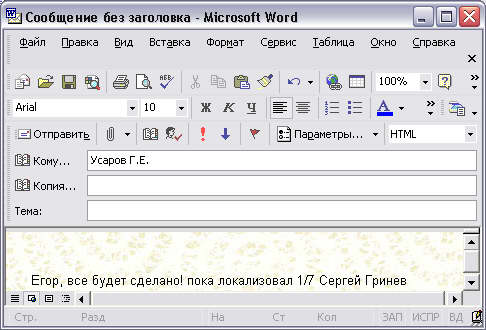 Сообщение без заголовка - Microsoft Word
Файл Правка Вид Вставка Формат Сервис Таблица Окно Справка
100%
Arial 10 Ж К Ч А
Отправить Параметры... HTML
Кому... Усаров Г.Е.
Копия...
Тема:
Егор, все будет сделано! пока локализовал 1/7 Сергей Гринев
Стр. Разд На Ст Кол ЗАП ИСПР ВД